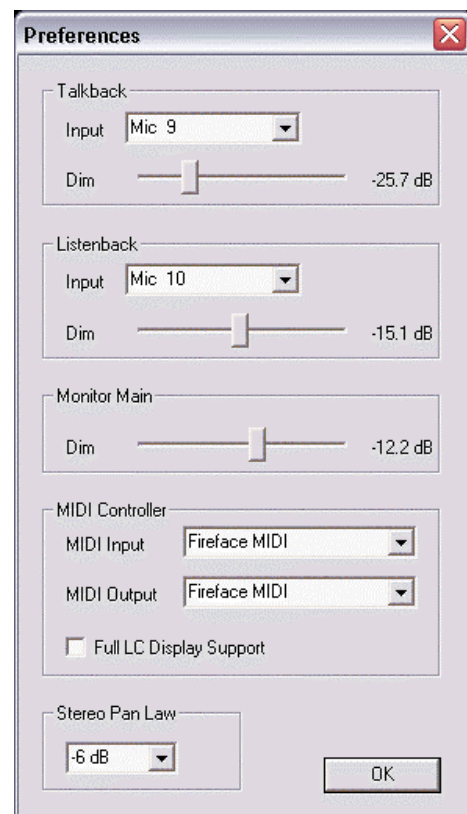 Preferences
Talkback
Input Mic 9
Dim -25.7 dB
Listenback
Input Mic 10
Dim -15.1 dB
Monitor Main
Dim -12.2 dB
MIDI Controller
MIDI Input Fireface MIDI
MIDI Output Fireface MIDI
Full LC Display Support
Stereo Pan Law
-6 dB
OK